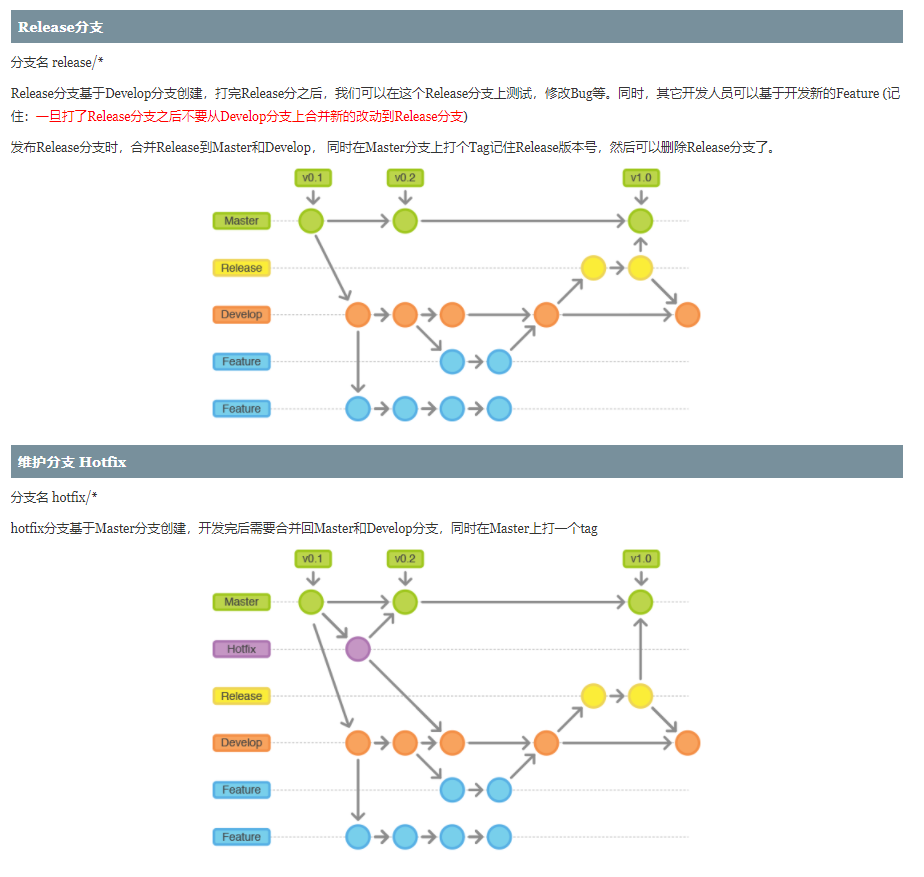 Release分支
分支名 release/*
Release分支基于Develop分支创建，打完Release分之后，我们可以在这个Release分支上测试，修改Bug等。同时，其它开发人员可以基于开发新的Feature (记
住：一旦打了Release分支之后不要从Develop分支上合并新的改动到Release分支)
发布Release分支时，合并Release到Master和Develop， 同时在Master分支上打个Tag记住Release版本号，然后可以删除Release分支了。
v0.1 v0.2 v1.0
Master
Release
Develop
Feature
Feature
维护分支 Hotfix
分支名 hotfix/*
hotfix分支基于Master分支创建，开发完后需要合并回Master和Develop分支，同时在Master上打一个tag
v0.1 v0.2 v1.0
Master
Hotfix
Release
Develop
Feature
Feature